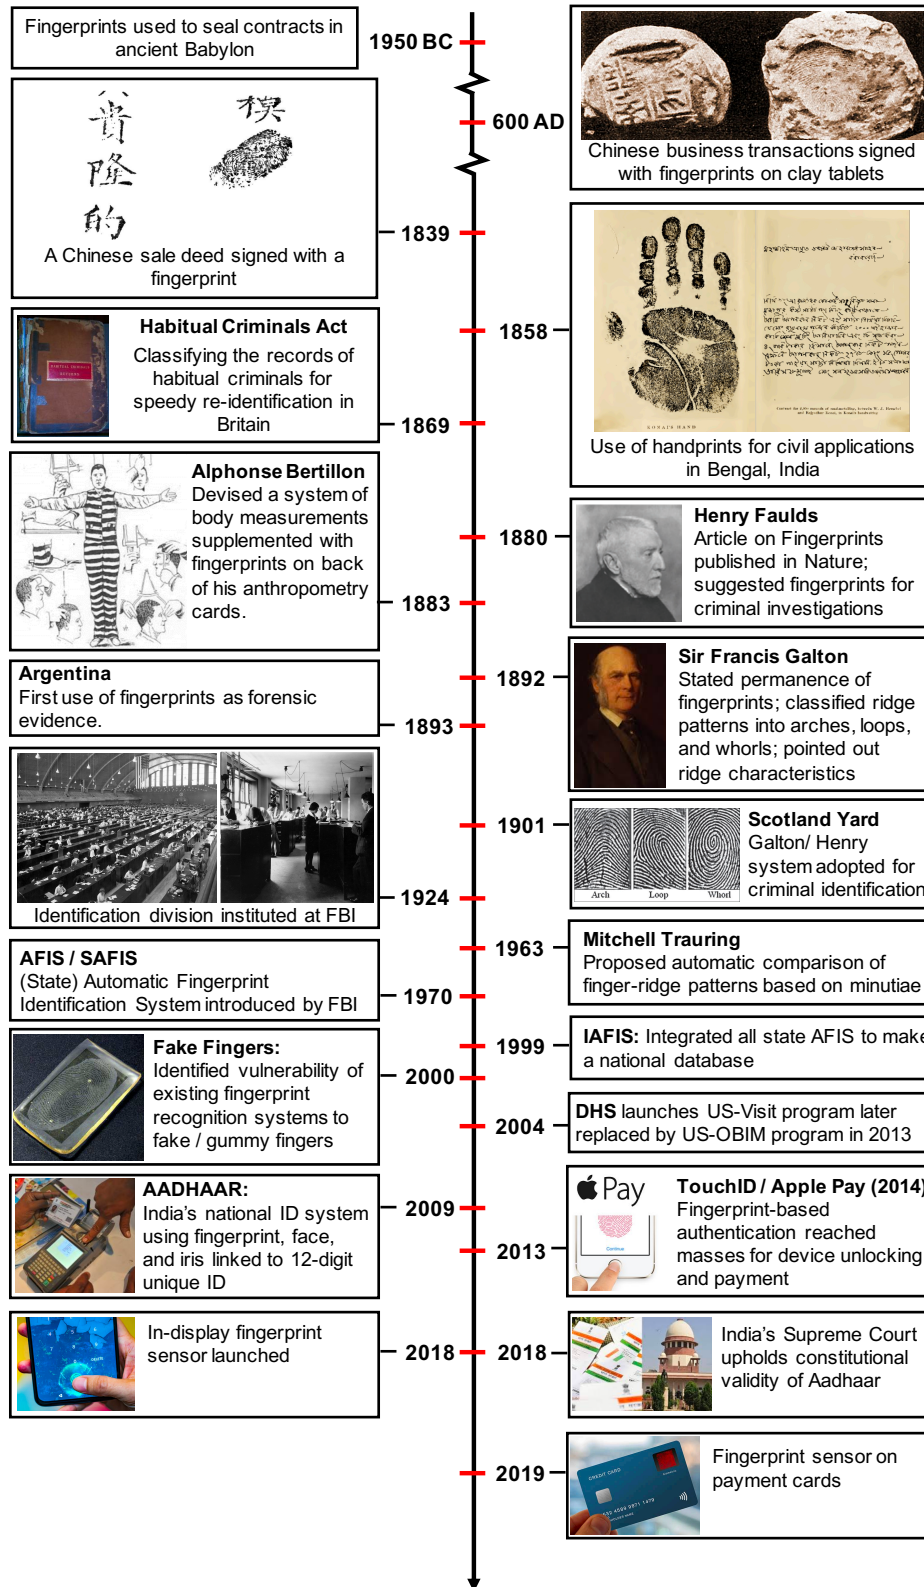 Fingerprints used to seal contracts in
ancient Babylon
1950 BC
600 AD
Chinese business transactions signed
with fingerprints on clay tablets
貴
隆
的
模
A Chinese sale deed signed with a
fingerprint
1839
1858
KONAI'S HAND
Use of handprints for civil applications
in Bengal, India
Habitual Criminals Act
Classifying the records of
habitual criminals for
speedy re-identification in
Britain
1869
1880
Henry Faulds
Article on Fingerprints
published in Nature;
suggested fingerprints for
criminal investigations
Alphonse Bertillon
Devised a system of
body measurements
supplemented with
fingerprints on back
of his anthropometry
cards.
1883
1892
Sir Francis Galton
Stated permanence of
fingerprints; classified ridge
patterns into arches, loops,
and whorls; pointed out
ridge characteristics
Argentina
First use of fingerprints as forensic
evidence.
1893
1901
Arch Loop Whorl
Scotland Yard
Galton/ Henry
system adopted for
criminal identification
Identification division instituted at FBI
1924
1963
Mitchell Trauring
Proposed automatic comparison of
finger-ridge patterns based on minutiae
AFIS / SAFIS
(State) Automatic Fingerprint
Identification System introduced by FBI
1970
1999
IAFIS: Integrated all state AFIS to make
a national database
Fake Fingers:
Identified vulnerability of
existing fingerprint
recognition systems to
fake / gummy fingers
2000
2004
DHS launches US-Visit program later
replaced by US-OBIM program in 2013
AADHAAR:
India's national ID system
using fingerprint, face,
and iris linked to 12-digit
unique ID
2009
2013
Pay
Continue
TouchID / Apple Pay (2014)
Fingerprint-based
authentication reached
masses for device unlocking
and payment
In-display fingerprint
sensor launched
2018
2018
India's Supreme Court
upholds constitutional
validity of Aadhaar
2019
CREDIT CARD
Fingerprint sensor on
payment cards